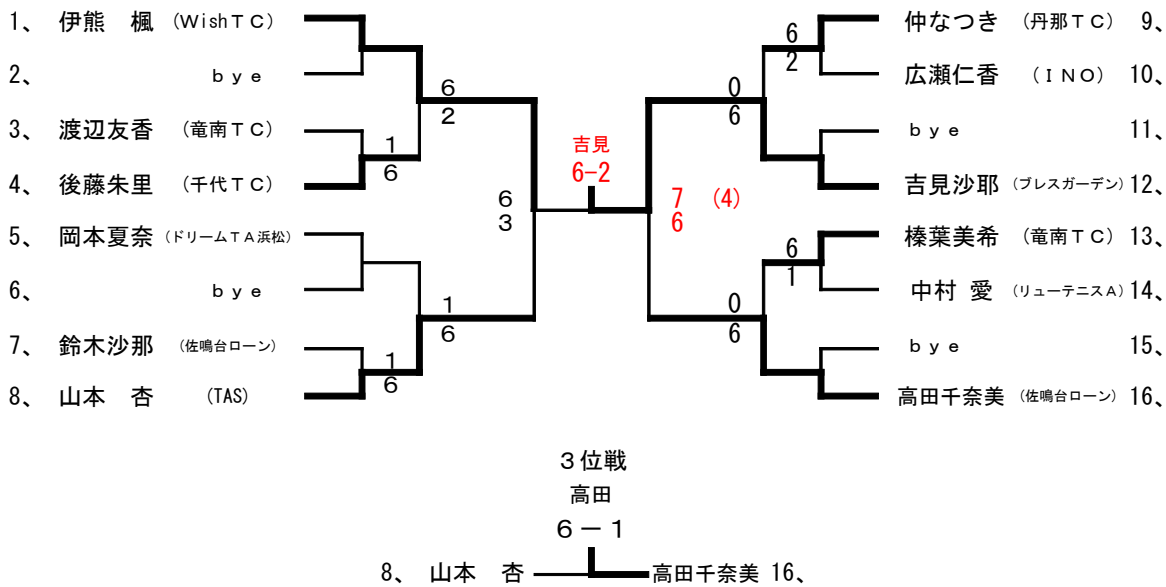 1、 伊熊 楓 (WishTC)
2、 bye
3、 渡辺友香 (竜南TC)
4、 後藤朱里 (千代TC)
5、 岡本夏奈 (ドリームTA浜松)
6、 bye
7、 鈴木沙那 (佐鳴台ローン)
8、 山本 杏 (TAS)
1
6
1
6
6
2
1
6
6
3
吉見
6-2
7 (4)
6
0
6
0
6
6
2
6
1
仲なつき (丹那TC) 9、
広瀬仁香 (INO) 10、
bye 11、
吉見沙耶 (ブレスガーデン) 12、
榛葉美希 (竜南TC) 13、
中村 愛 (リューテニスA) 14、
bye 15、
高田千奈美 (佐鳴台ローン) 16、
3位戦
高田
6-1
8、 山本 杏 高田千奈美 16、